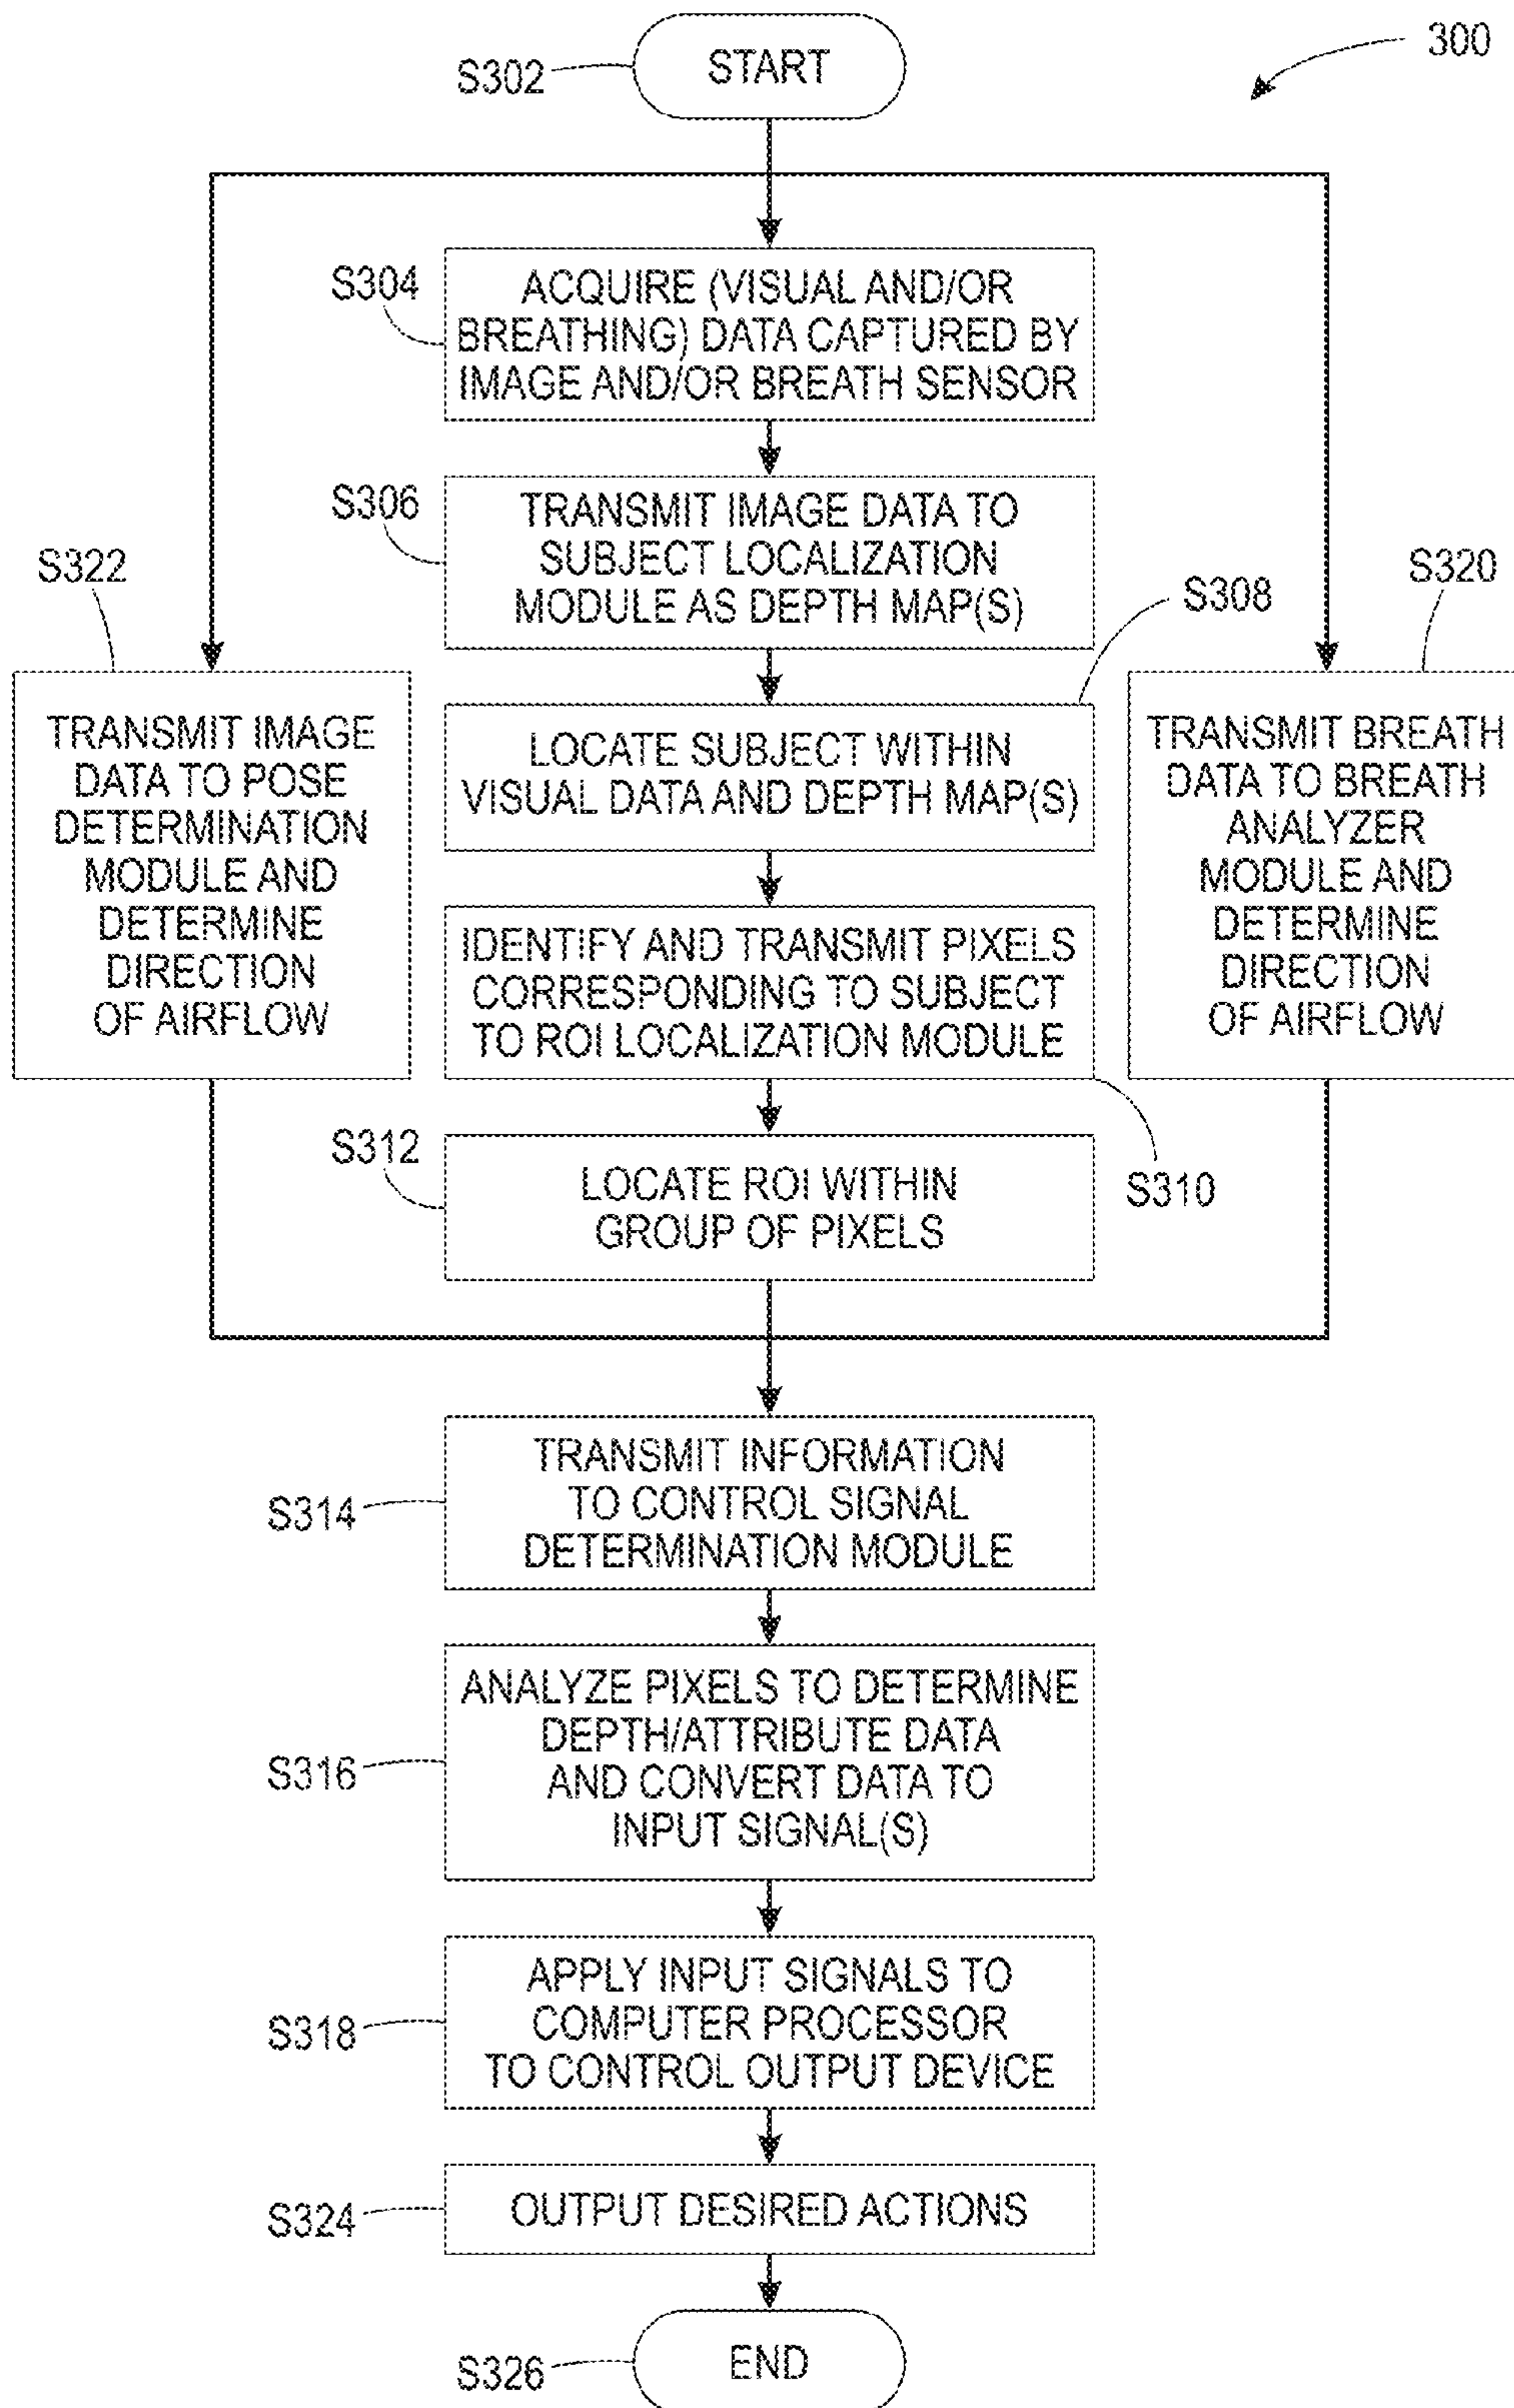 300
S302
START
S304
ACQUIRE (VISUAL AND/OR
BREATHING) DATA CAPTURED BY
IMAGE AND/OR BREATH SENSOR
S306
TRANSMIT IMAGE DATA TO
SUBJECT LOCALIZATION
MODULE AS DEPTH MAP(S)
S322
TRANSMIT IMAGE
DATA TO POSE
DETERMINATION
MODULE AND
DETERMINE
DIRECTION
OF AIRFLOW
S308
LOCATE SUBJECT WITHIN
VISUAL DATA AND DEPTH MAP(S)
S320
TRANSMIT BREATH
DATA TO BREATH
ANALYZER
MODULE AND
DETERMINE
DIRECTION
OF AIRFLOW
IDENTIFY AND TRANSMIT PIXELS
CORRESPONDING TO SUBJECT
TO ROI LOCALIZATION MODULE
S310
S312
LOCATE ROI WITHIN
GROUP OF PIXELS
S314
TRANSMIT INFORMATION
TO CONTROL SIGNAL
DETERMINATION MODULE
S316
ANALYZE PIXELS TO DETERMINE
DEPTH/ATTRIBUTE DATA
AND CONVERT DATA TO
INPUT SIGNAL(S)
S318
APPLY INPUT SIGNALS TO
COMPUTER PROCESSOR
TO CONTROL OUTPUT DEVICE
S324
OUTPUT DESIRED ACTIONS
S326
END